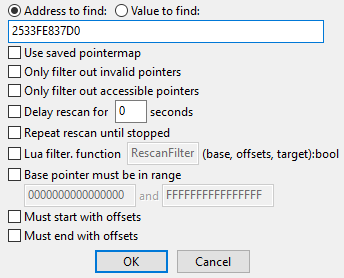 Address to find: Value to find:
2533FE837D0
Use saved pointermap
Only filter out invalid pointers
Only filter out accessible pointers
Delay rescan for 0 seconds
Repeat rescan until stopped
Lua filter. function RescanFilter (base, offsets, target):bool
Base pointer must be in range
0000000000000000 and FFFFFFFFFFFFFFFF
Must start with offsets
Must end with offsets
OK Cancel